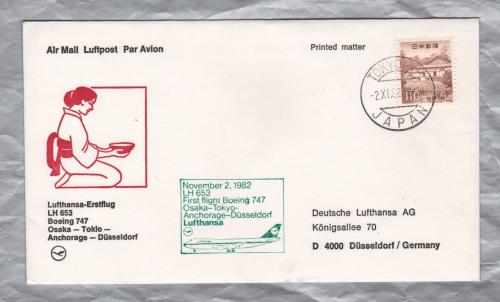 Air Mail Luftpost Par Avion
Printed matter
日本郵便
110
TOKYO
-2.XI.82
JAPAN
Lufthansa-Erstflug
LH 653
Boeing 747
Osaka – Tokio –
Anchorage – Düsseldorf
November 2, 1982
LH 653
First flight Boeing 747
Osaka-Tokyo-
Anchorage-Düsseldorf
Lufthansa
Deutsche Lufthansa AG
Königsallee 70
D 4000 Düsseldorf / Germany